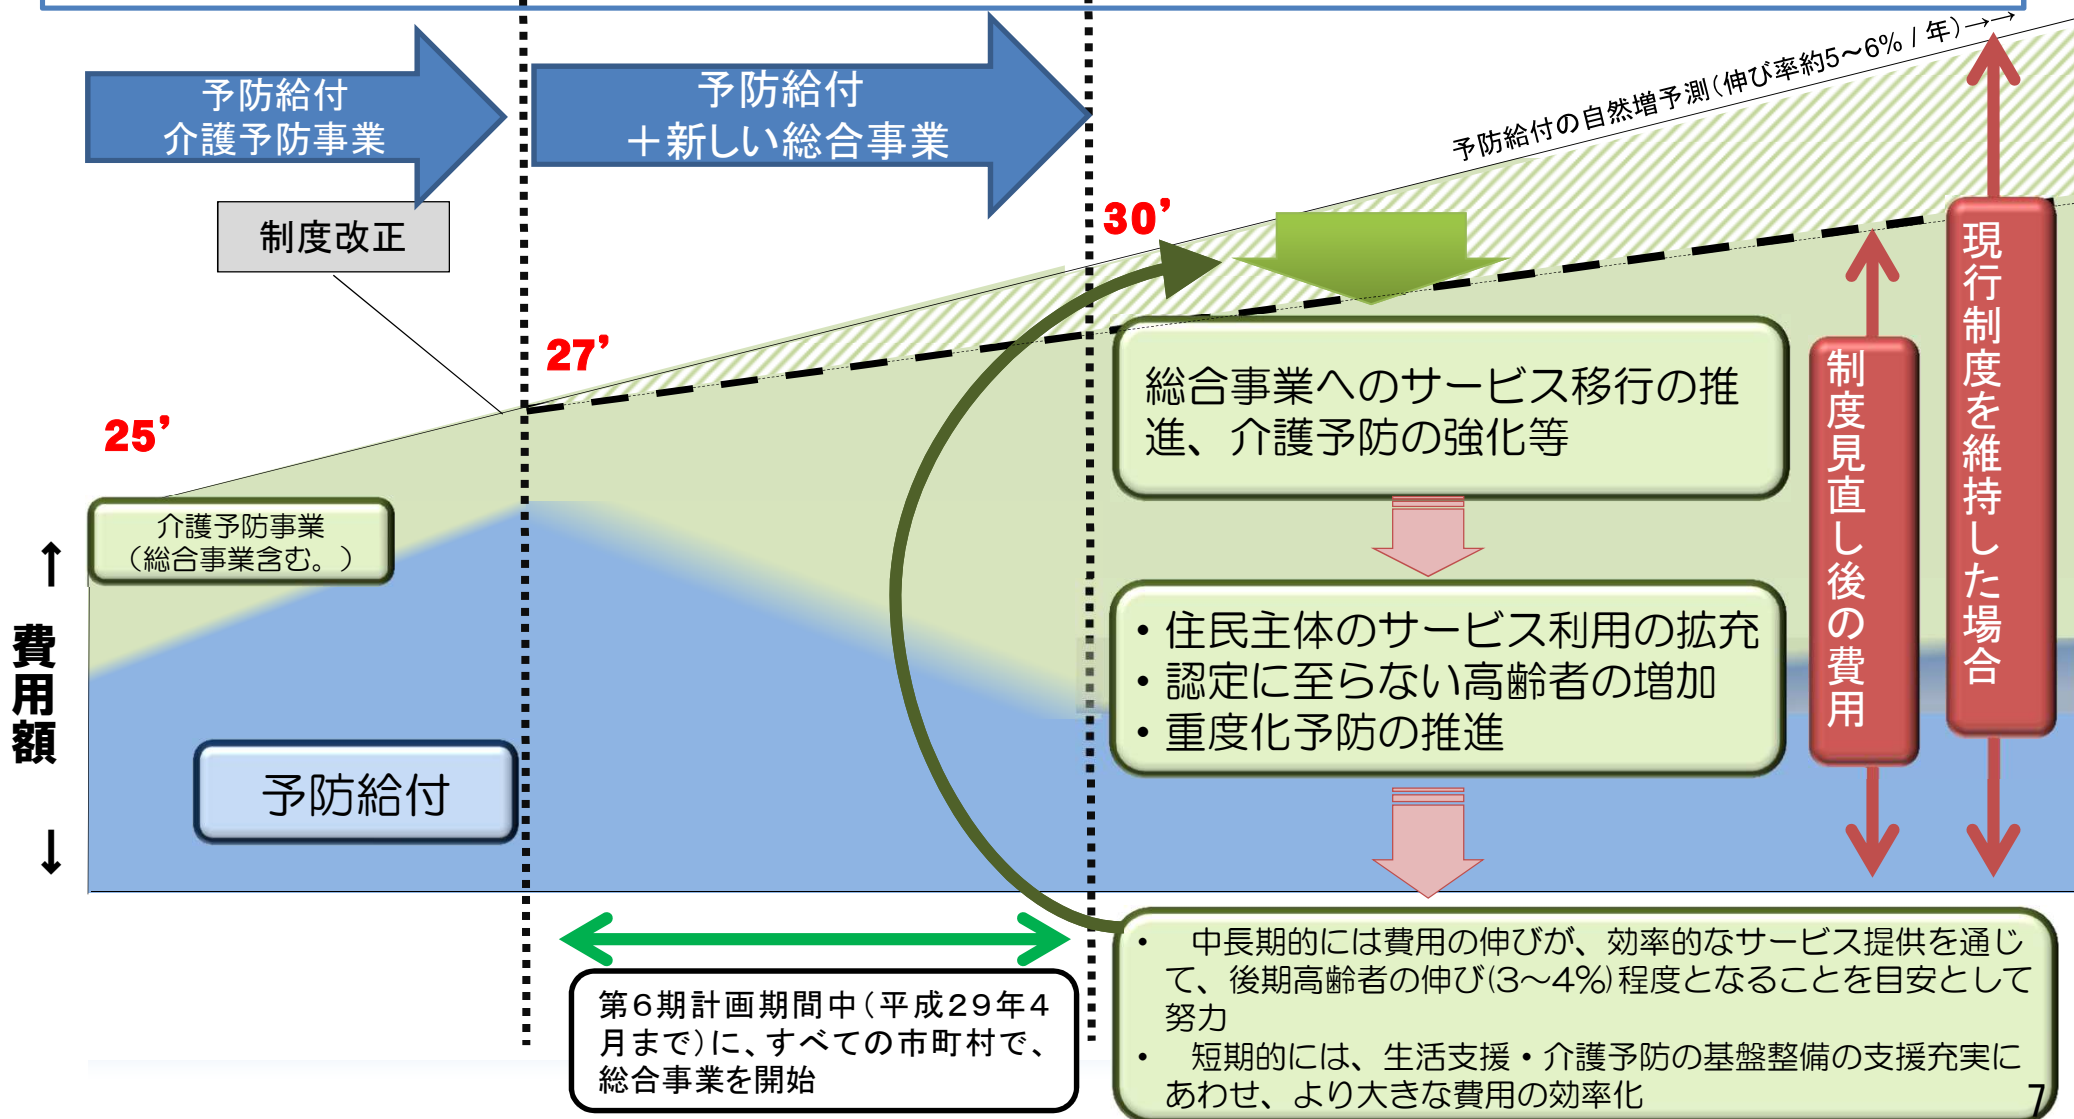 予防給付
介護予防事業
予防給付
＋新しい総合事業
予防給付の自然増予測（伸び率約5～6% / 年）→→
制度改正
25’
27’
30’
総合事業へのサービス移行の推
進、介護予防の強化等
・住民主体のサービス利用の拡充
・認定に至らない高齢者の増加
・重度化予防の推進
制度見直し後の費用
現行制度を維持した場合
介護予防事業
（総合事業含む。）
↑
費用額
↓
予防給付
第６期計画期間中（平成２９年４
月まで）に、すべての市町村で、
総合事業を開始
・ 中長期的には費用の伸びが、効率的なサービス提供を通じ
て、後期高齢者の伸び(3～4%)程度となることを目安として
努力
・ 短期的には、生活支援・介護予防の基盤整備の支援充実に
あわせ、より大きな費用の効率化
7